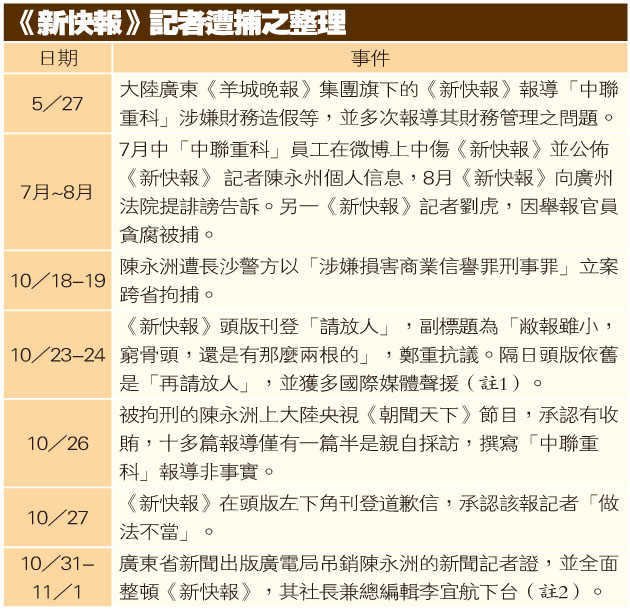 《新快報》記者遭捕之整理
日期
事件
5／27
大陸廣東《羊城晚報》集團旗下的《新快報》報導「中聯
重科」涉嫌財務造假等，並多次報導其財務管理之問題。
7月~8月
7月中「中聯重科」員工在微博上中傷《新快報》並公佈
《新快報》 記者陳永州個人信息，8月《新快報》向廣州
法院提誹謗告訴。另一《新快報》記者劉虎，因舉報官員
貪腐被捕。
10／18–19
陳永洲遭長沙警方以「涉嫌損害商業信譽罪刑事罪」立案
跨省拘捕。
10／23–24
《新快報》頭版刊登「請放人」，副標題為「敝報雖小，
窮骨頭，還是有那麼兩根的」，鄭重抗議。隔日頭版依舊
是「再請放人」，並獲多國際媒體聲援（註1）。
10／26
被拘刑的陳永洲上大陸央視《朝聞天下》節目，承認有收
賄，十多篇報導僅有一篇半是親自採訪，撰寫「中聯重
科」報導非事實。
10／27
《新快報》在頭版左下角刊登道歉信，承認該報記者「做
法不當」。
10／31–
11／1
廣東省新聞出版廣電局吊銷陳永洲的新聞記者證，並全面
整頓《新快報》，其社長兼總編輯李宜航下台（註2）。